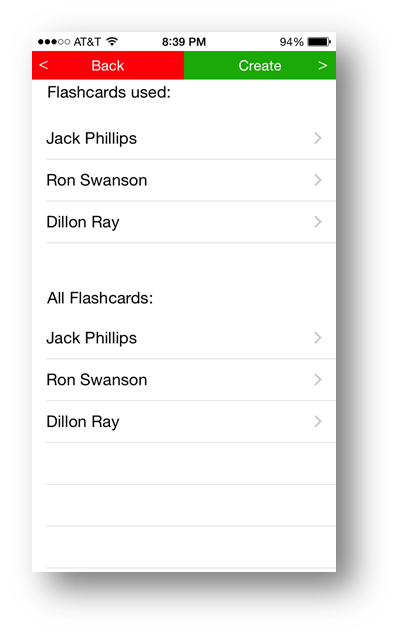 AT&T 8:39 PM 94%
< Back Create >
Flashcards used:
Jack Phillips
Ron Swanson
Dillon Ray
All Flashcards:
Jack Phillips
Ron Swanson
Dillon Ray